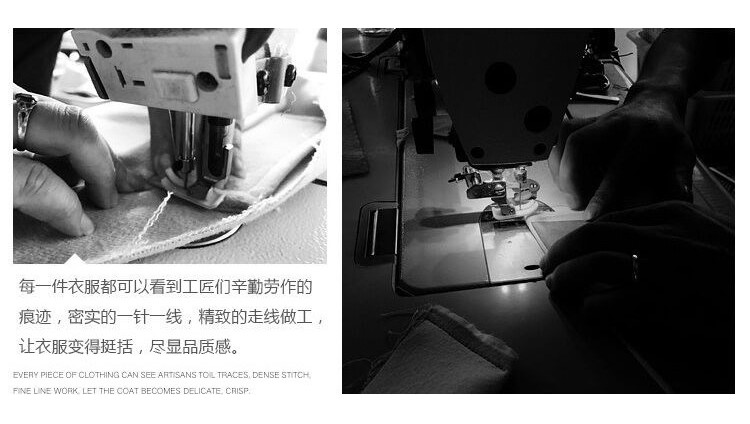 每一件衣服都可以看到工匠们辛勤劳作的
痕迹，密实的一针一线，精致的走线做工，
让衣服变得挺括，尽显品质感。
EVERY PIECE OF CLOTHING CAN SEE ARTISANS TOIL TRACES, DENSE STITCH,
FINE LINE WORK, LET THE COAT BECOMES DELICATE, CRISP.